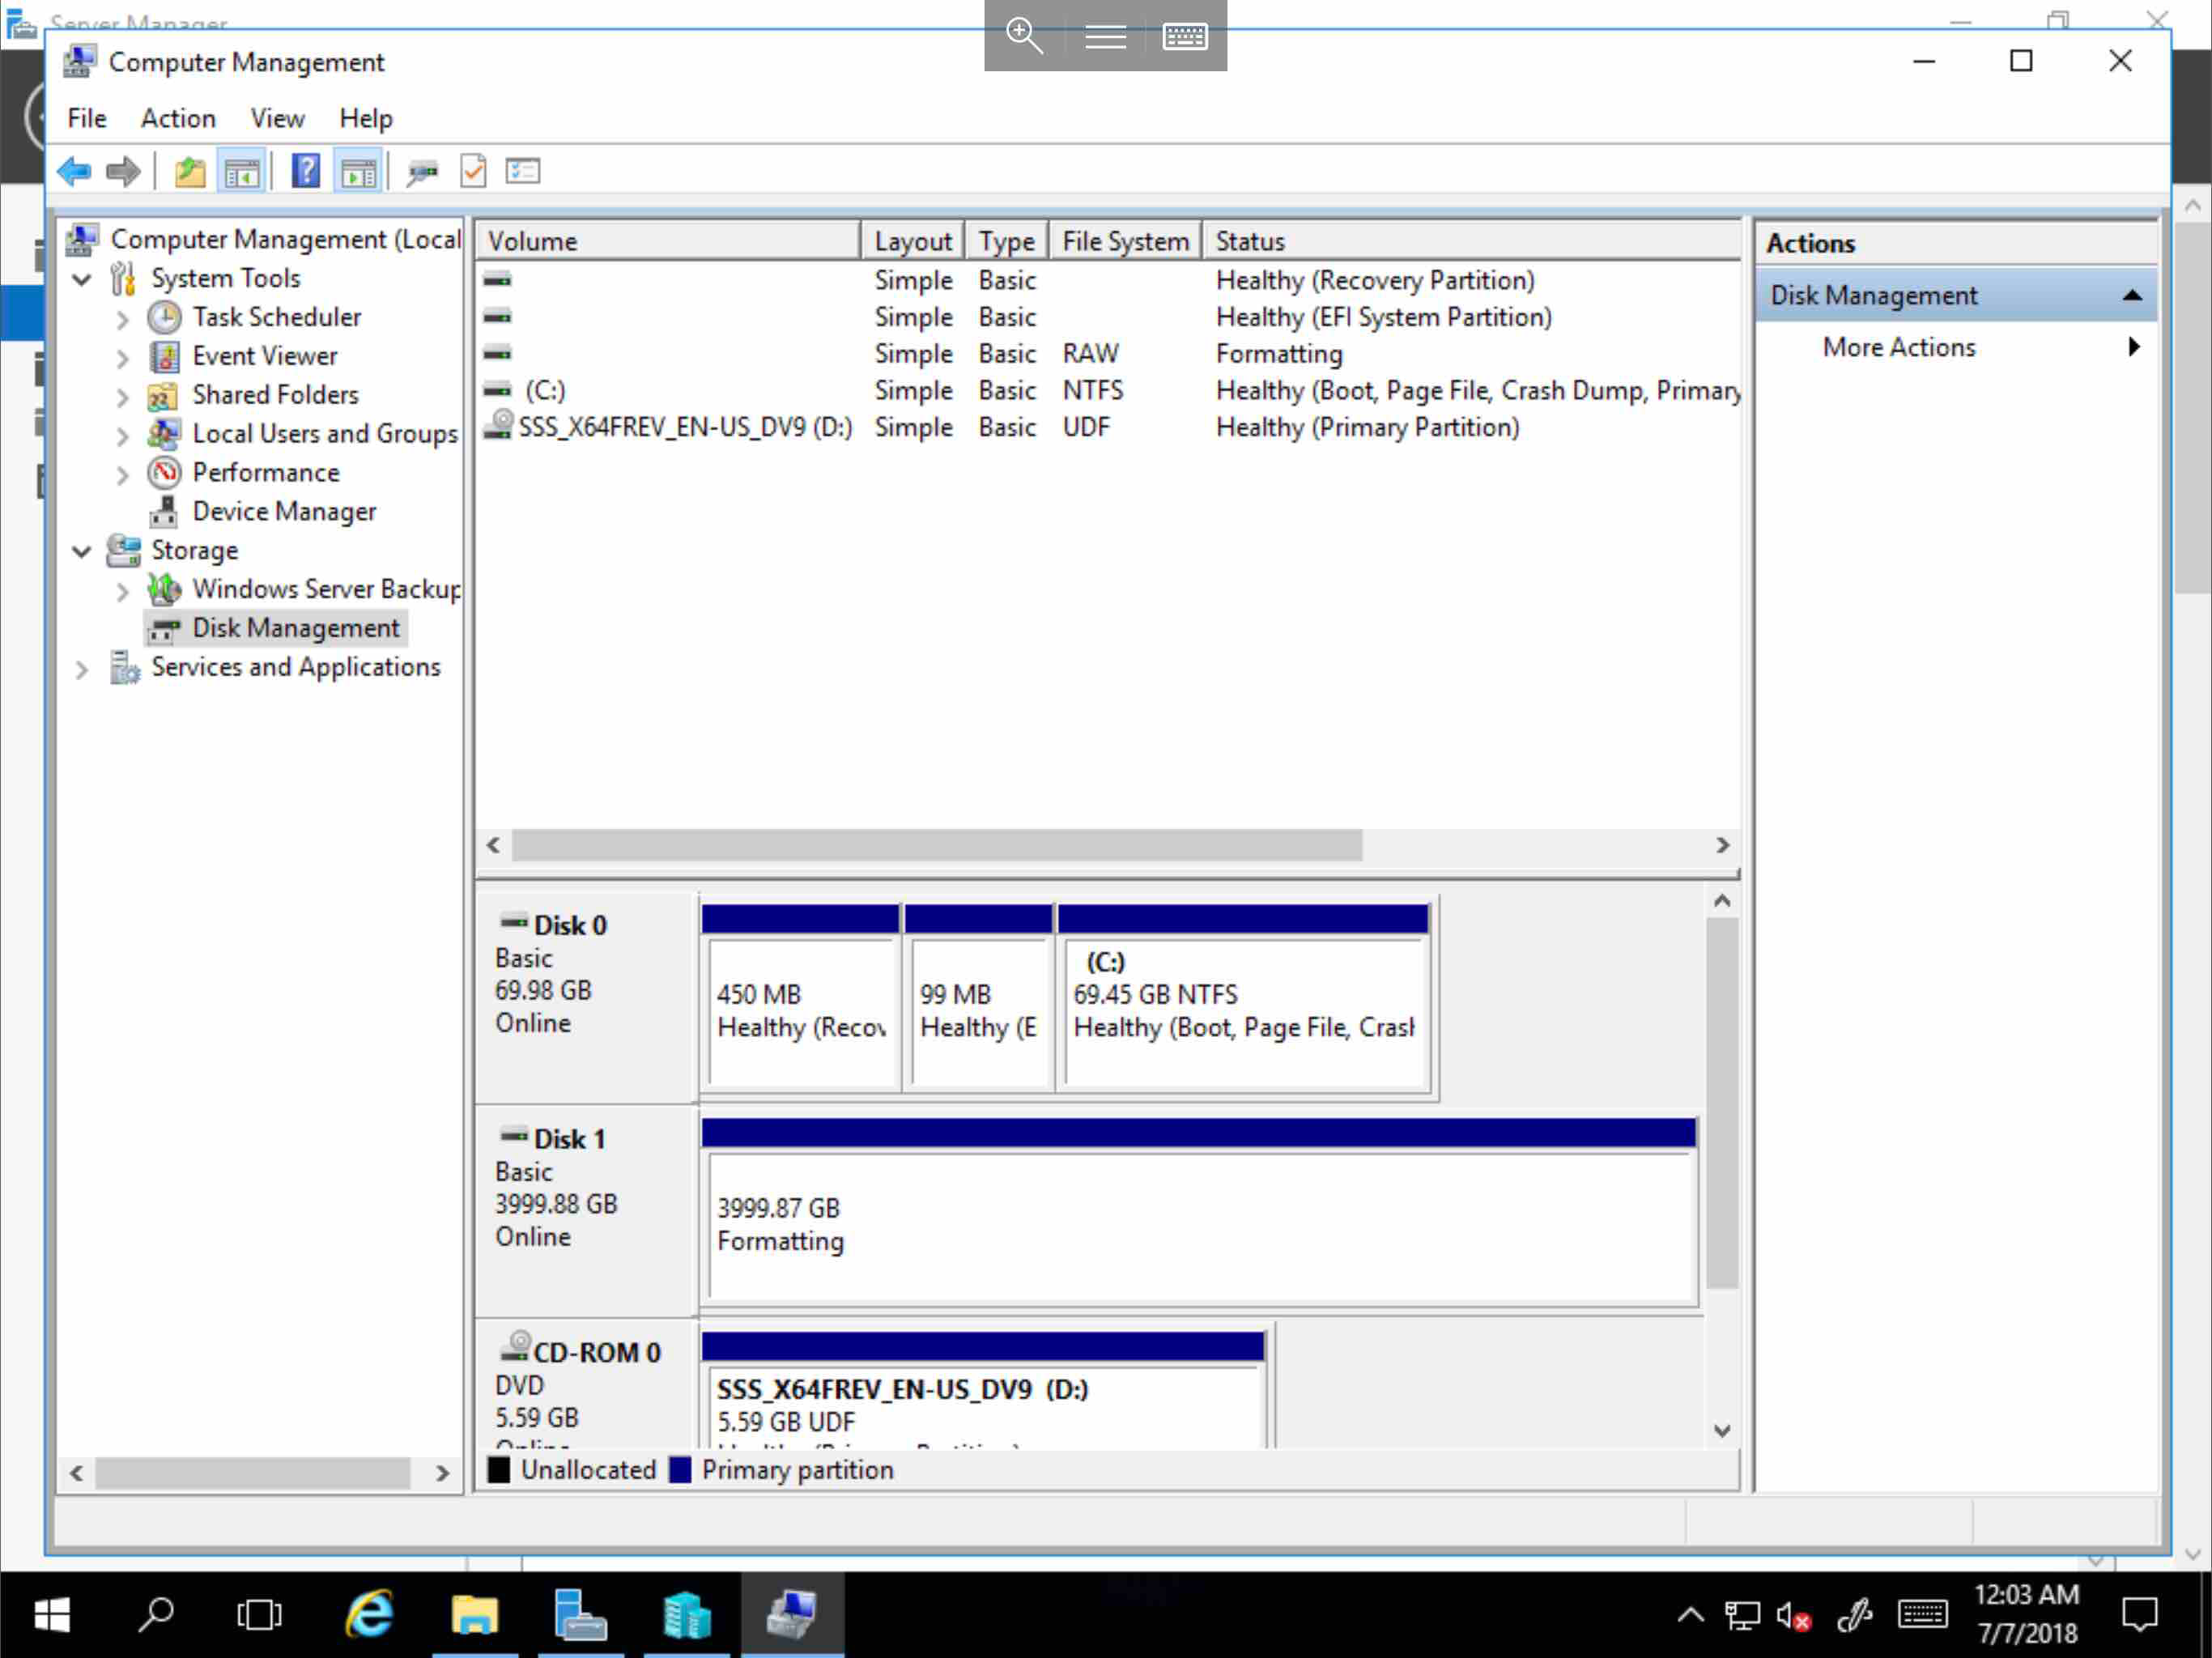 Server Manager
Computer Management
File Action View Help
Computer Management (Local
System Tools
Task Scheduler
Event Viewer
Shared Folders
Local Users and Groups
Performance
Device Manager
Storage
Windows Server Backup
Disk Management
Services and Applications
Volume Layout Type File System Status
Simple Basic Healthy (Recovery Partition)
Simple Basic Healthy (EFI System Partition)
Simple Basic RAW Formatting
(C:) Simple Basic NTFS Healthy (Boot, Page File, Crash Dump, Primary
SSS_X64FREV_EN-US_DV9 (D:) Simple Basic UDF Healthy (Primary Partition)
Disk 0
Basic
69.98 GB
Online
450 MB
Healthy (Recov
99 MB
Healthy (E
(C:)
69.45 GB NTFS
Healthy (Boot, Page File, Crash
Disk 1
Basic
3999.88 GB
Online
3999.87 GB
Formatting
CD-ROM 0
DVD
5.59 GB
Online
SSS_X64FREV_EN-US_DV9 (D:)
5.59 GB UDF
Healthy (Primary Partition)
Unallocated Primary partition
Actions
Disk Management
More Actions
12:03 AM
7/7/2018